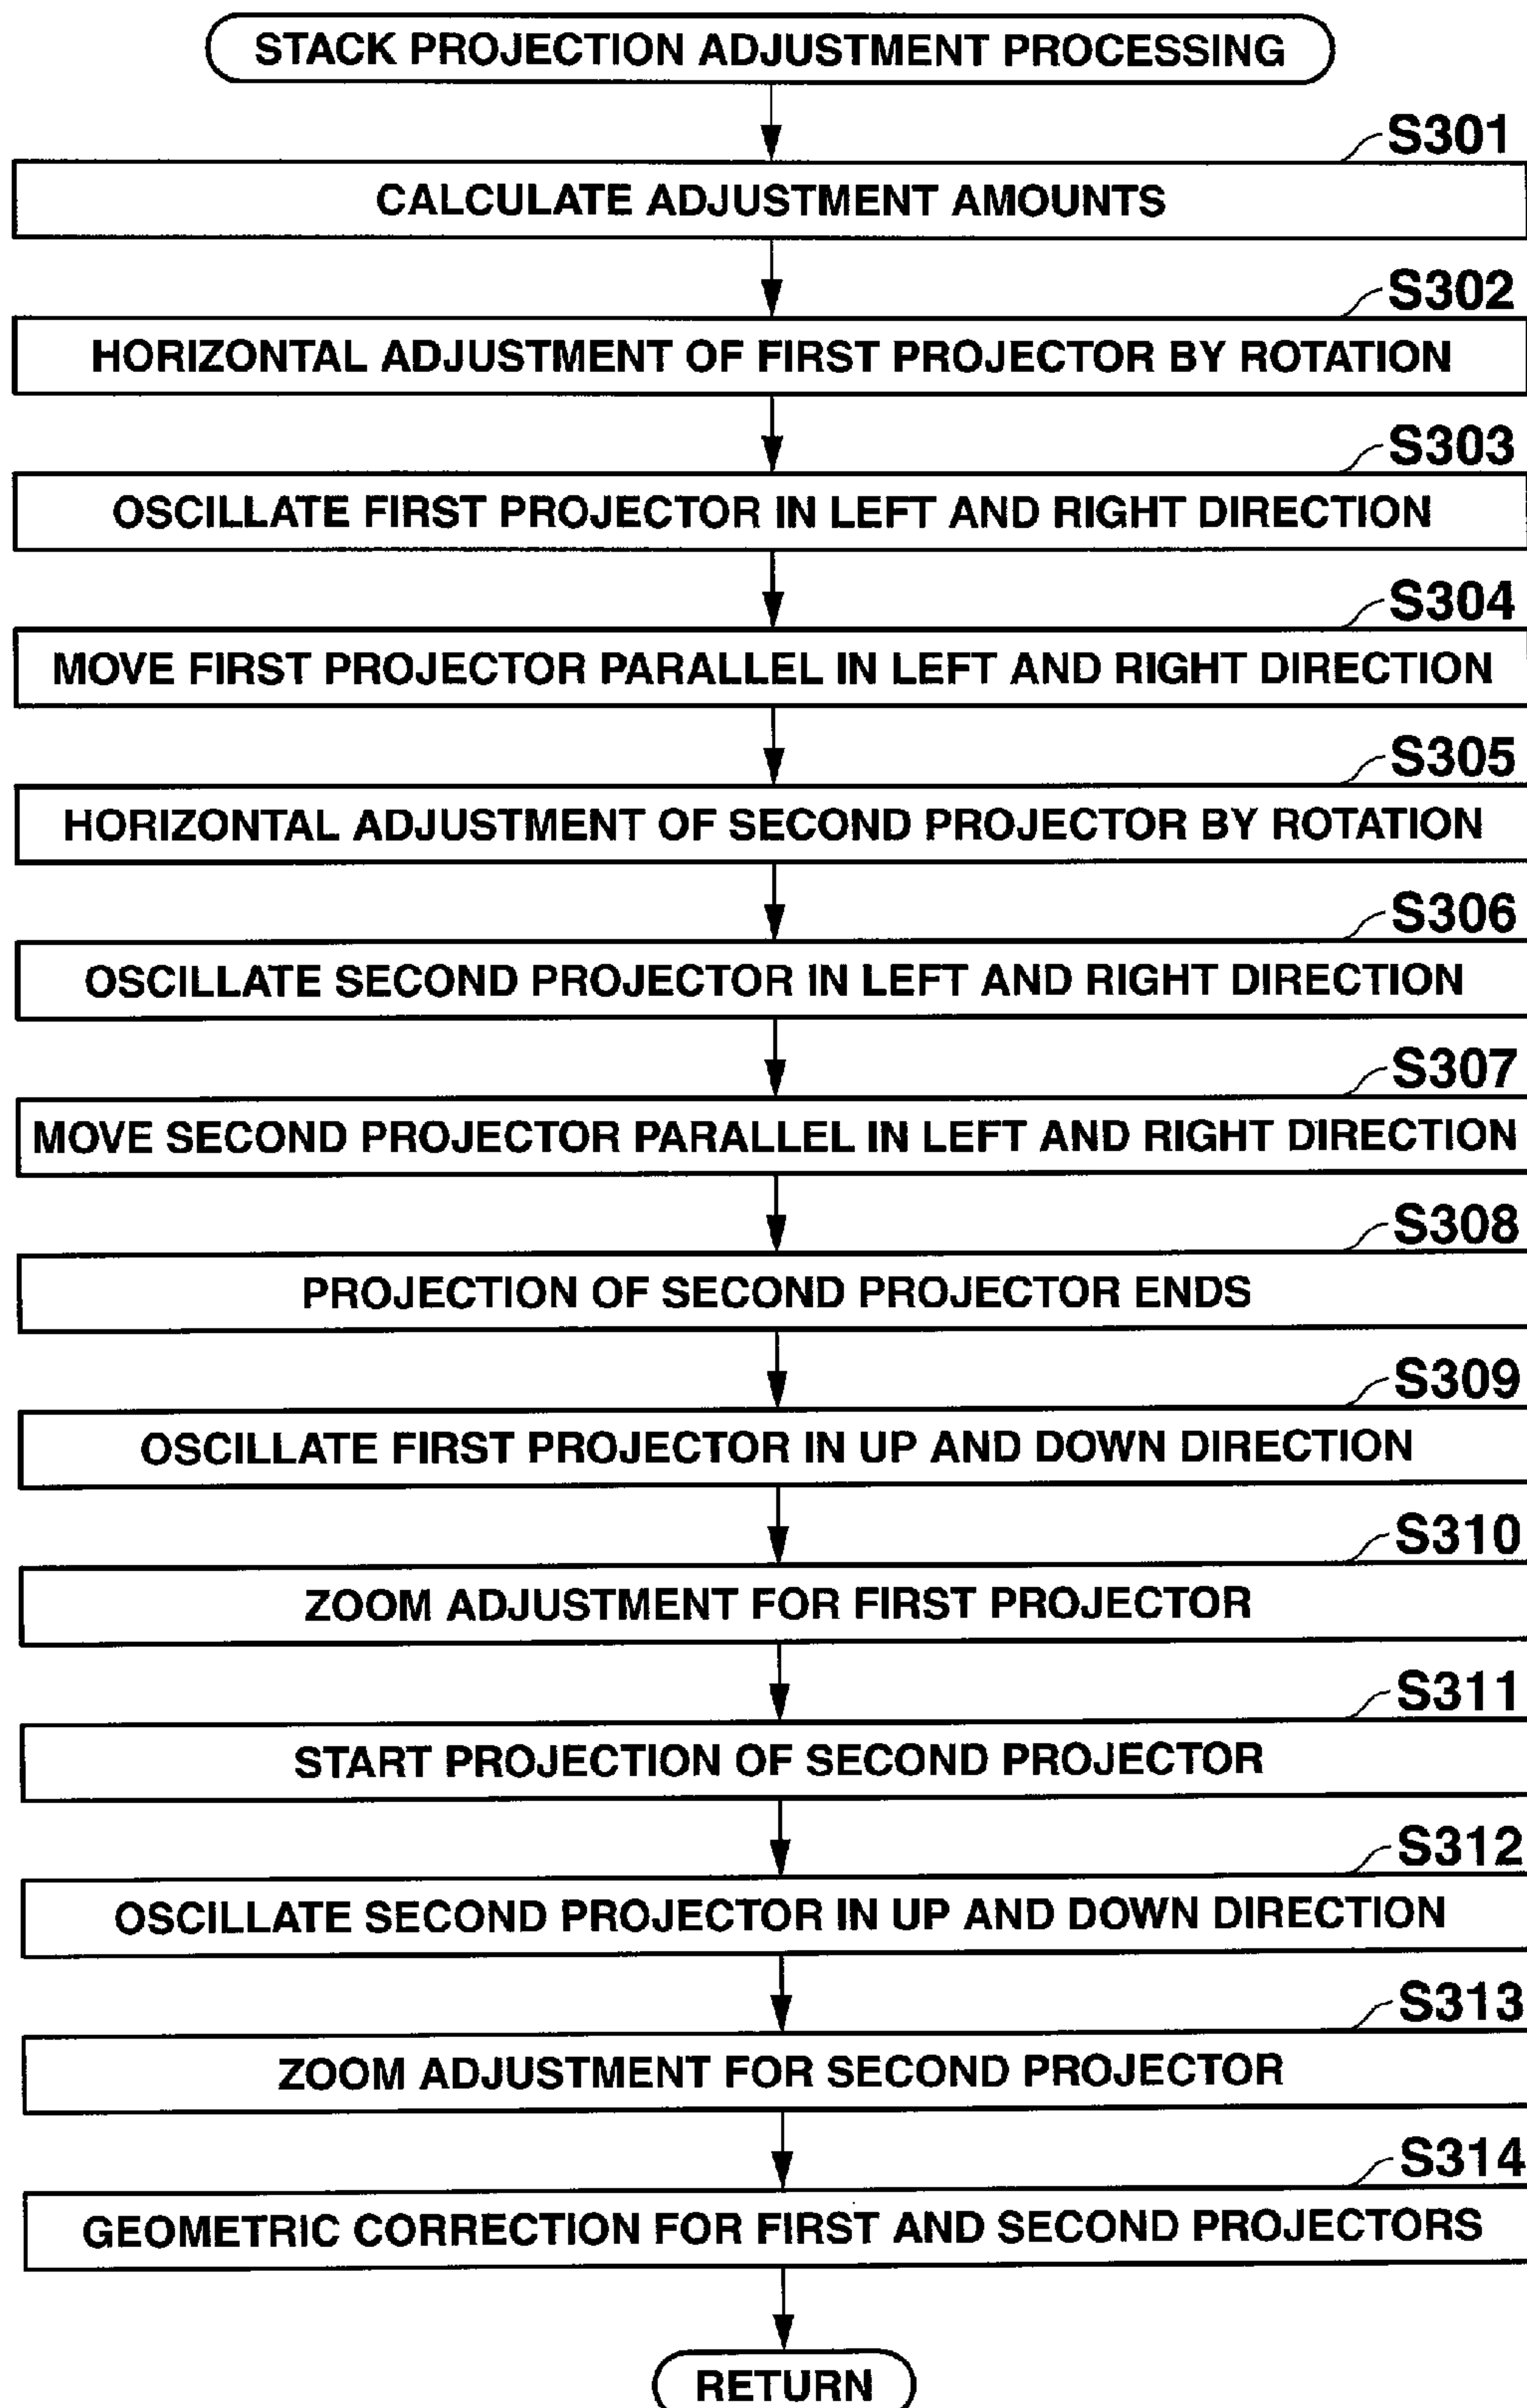 STACK PROJECTION ADJUSTMENT PROCESSING
S301
CALCULATE ADJUSTMENT AMOUNTS
S302
HORIZONTAL ADJUSTMENT OF FIRST PROJECTOR BY ROTATION
S303
OSCILLATE FIRST PROJECTOR IN LEFT AND RIGHT DIRECTION
S304
MOVE FIRST PROJECTOR PARALLEL IN LEFT AND RIGHT DIRECTION
S305
HORIZONTAL ADJUSTMENT OF SECOND PROJECTOR BY ROTATION
S306
OSCILLATE SECOND PROJECTOR IN LEFT AND RIGHT DIRECTION
S307
MOVE SECOND PROJECTOR PARALLEL IN LEFT AND RIGHT DIRECTION
S308
PROJECTION OF SECOND PROJECTOR ENDS
S309
OSCILLATE FIRST PROJECTOR IN UP AND DOWN DIRECTION
S310
ZOOM ADJUSTMENT FOR FIRST PROJECTOR
S311
START PROJECTION OF SECOND PROJECTOR
S312
OSCILLATE SECOND PROJECTOR IN UP AND DOWN DIRECTION
S313
ZOOM ADJUSTMENT FOR SECOND PROJECTOR
S314
GEOMETRIC CORRECTION FOR FIRST AND SECOND PROJECTORS
RETURN